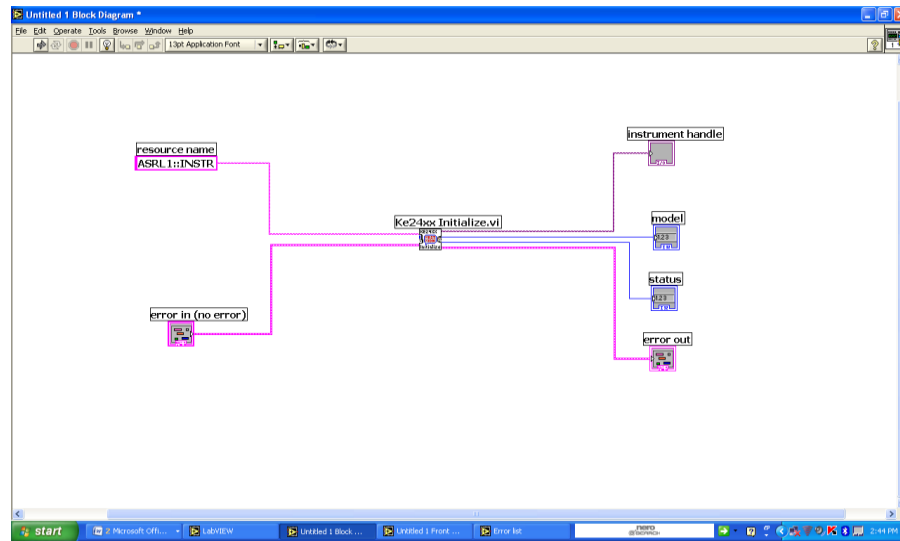 Untitled 1 Block Diagram *
File Edit Operate Tools Browse Window Help
13pt Application Font
instrument handle
resource name
ASRL1::INSTR
model
Ke24xx Initialize.vi
status
error in (no error)
error out
start
2 Microsoft Offi...
LabVIEW
Untitled 1 Block ...
Untitled 1 Front ...
Error list
nero
2:44 PM